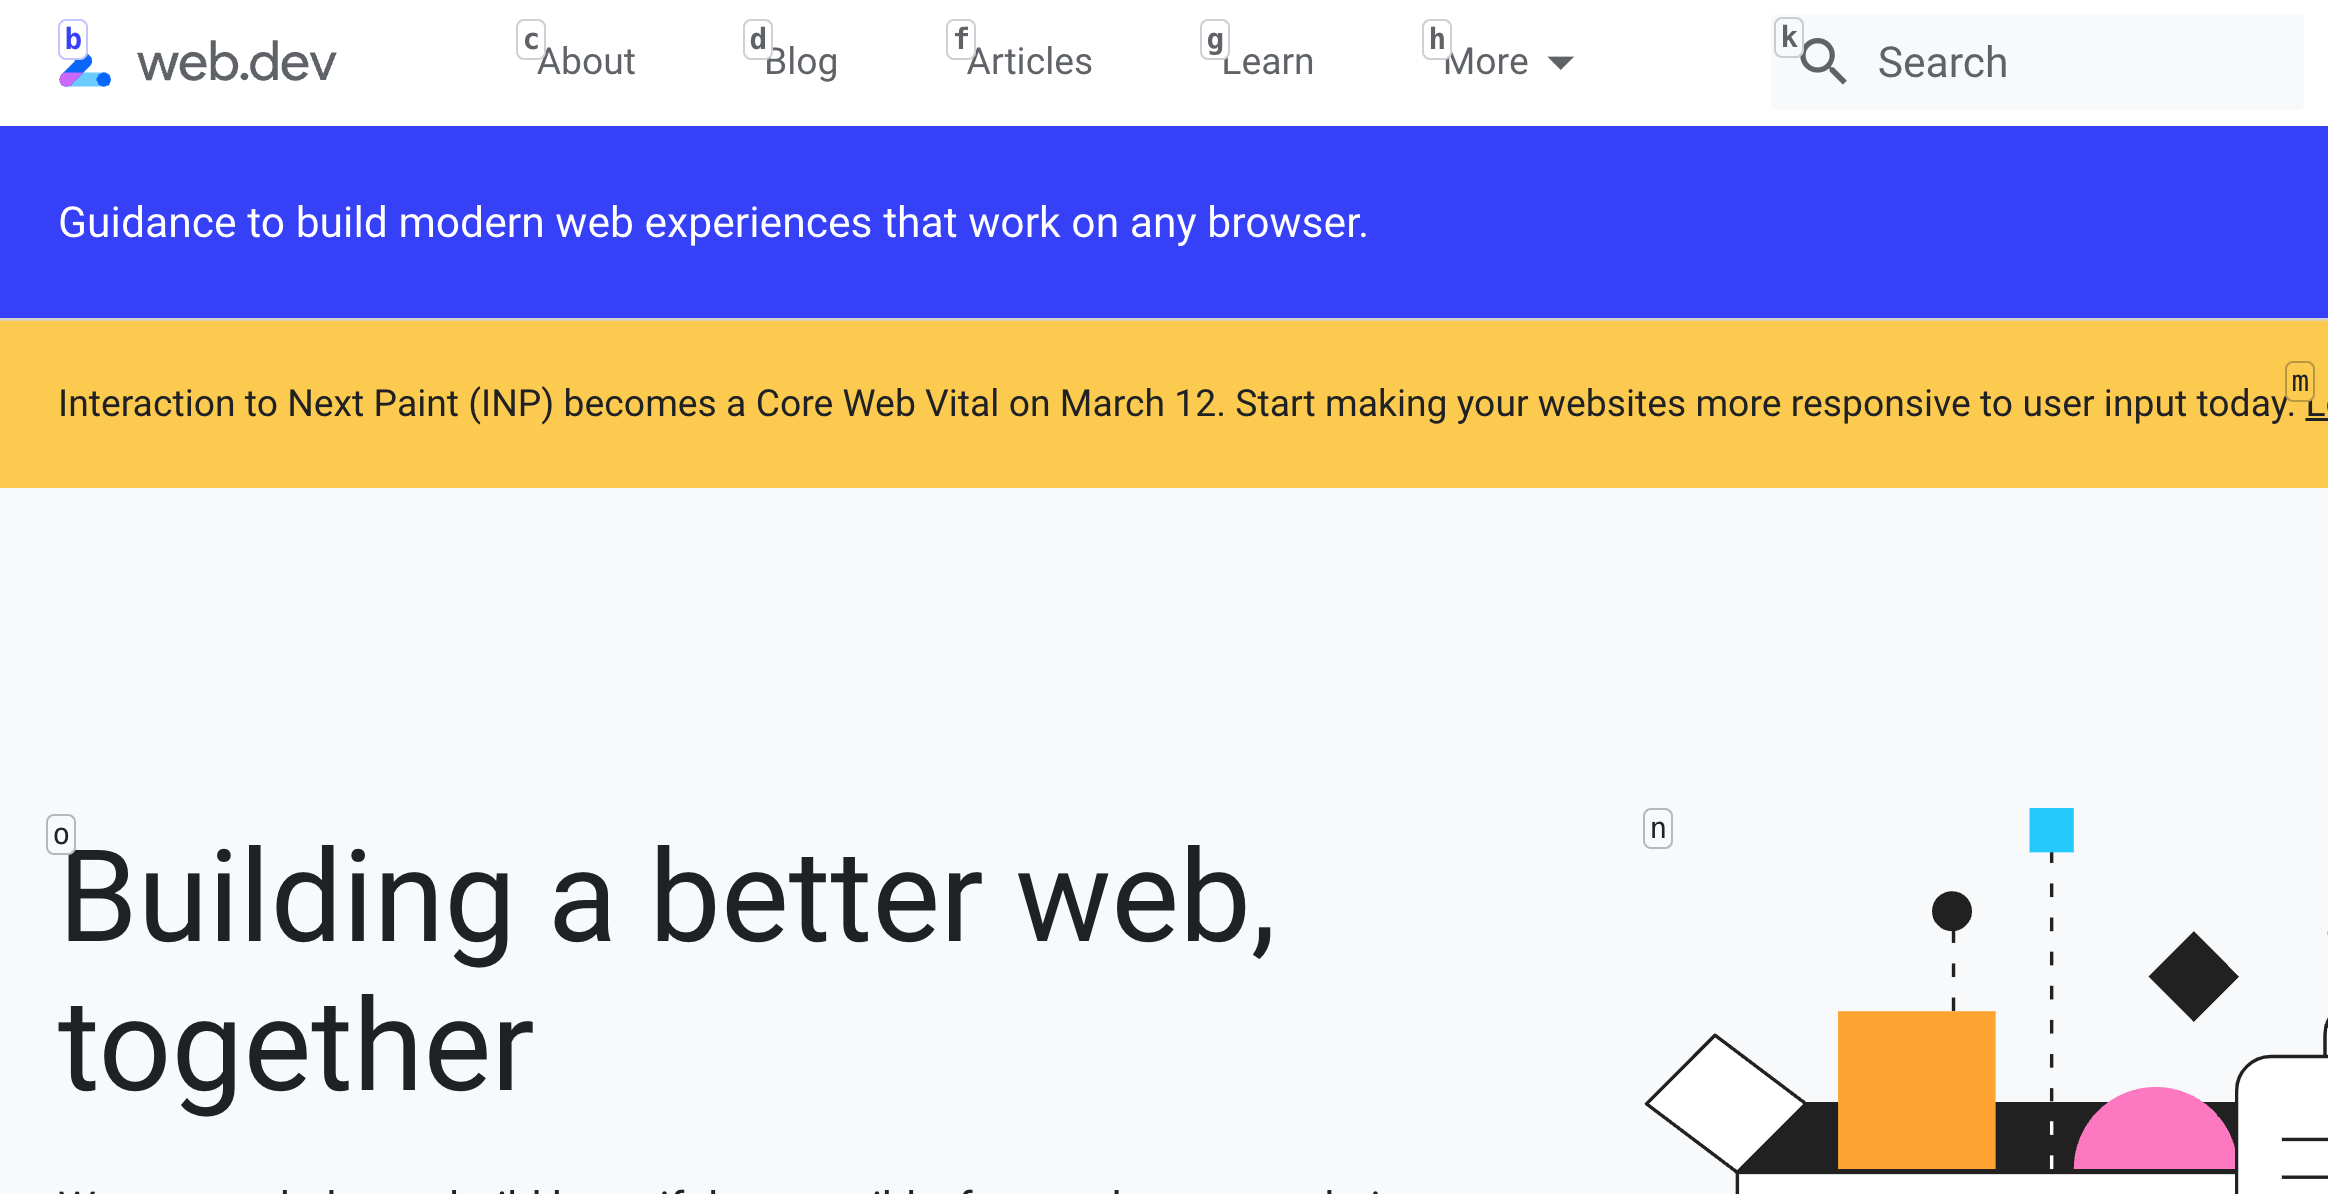 b
web.dev
c
About
d
Blog
f
Articles
g
Learn
h
More
k
Search
Guidance to build modern web experiences that work on any browser.
m
Interaction to Next Paint (INP) becomes a Core Web Vital on March 12. Start making your websites more responsive to user input today.
o
n
Building a better web,
together